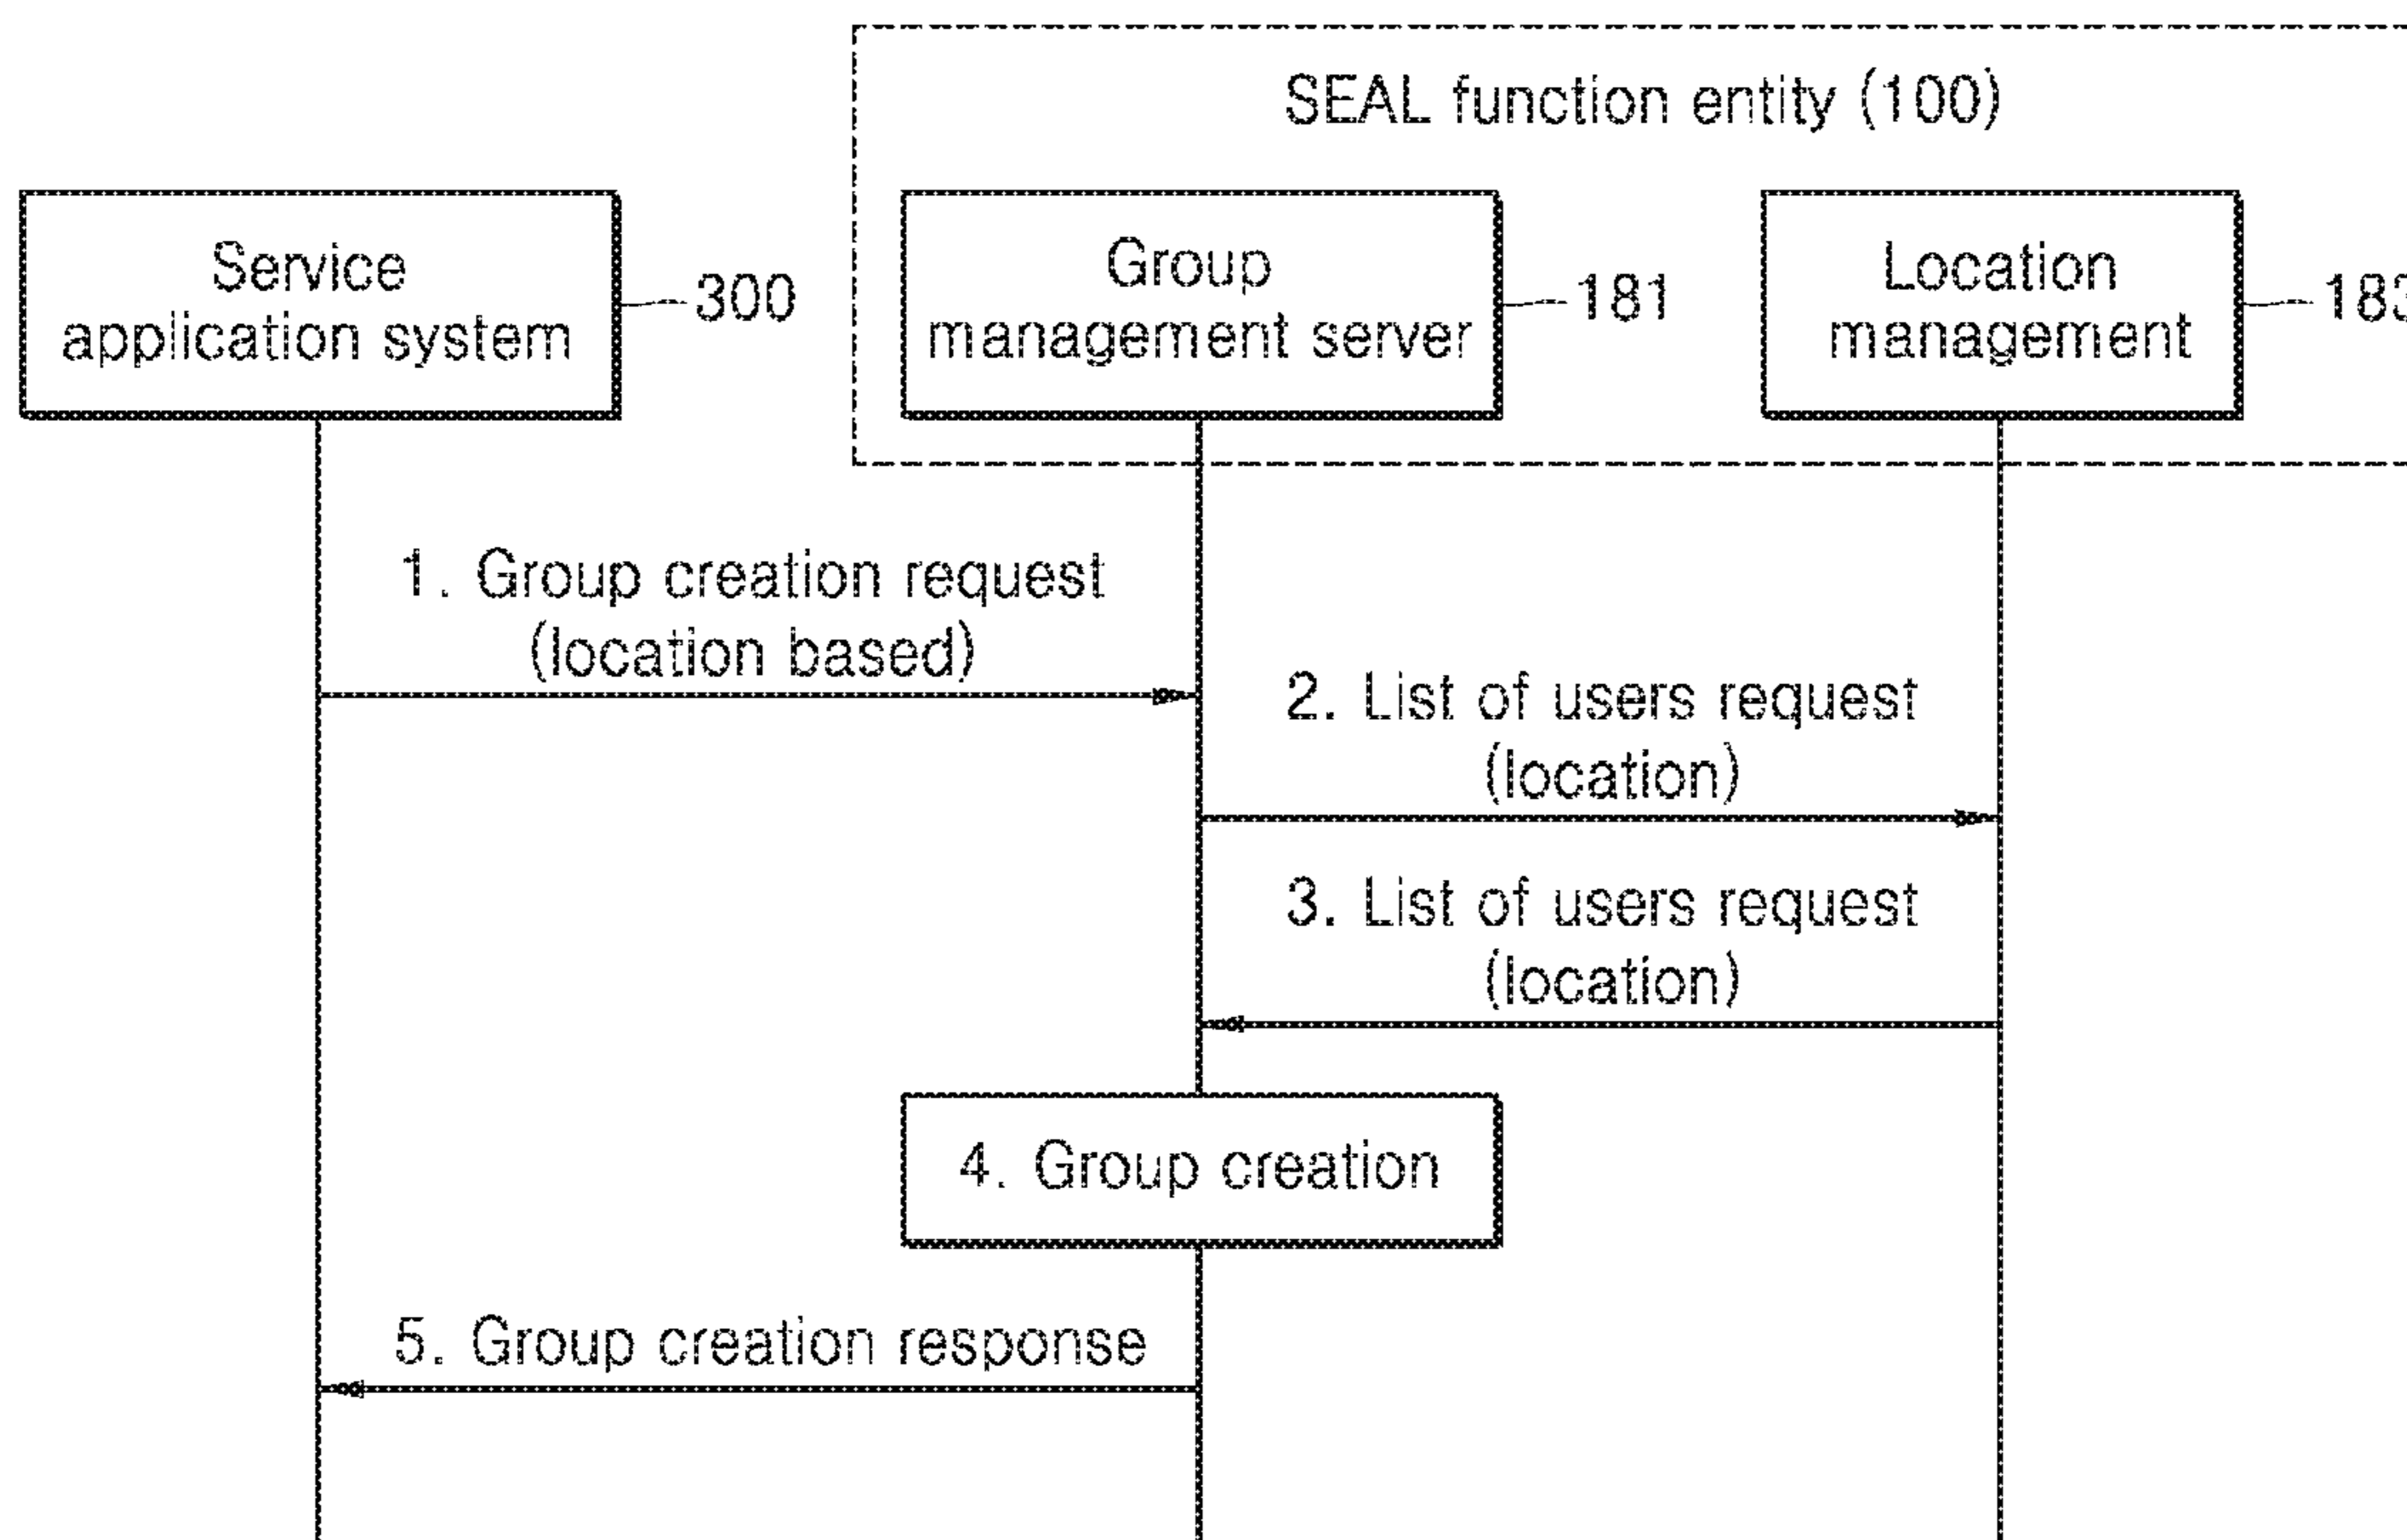 SEAL function entity (100)
Service
application system
300
Group
management server
181
Location
management
183
1. Group creation request
(location based)
2. List of users request
(location)
3. List of users request
(location)
4. Group creation
5. Group creation response